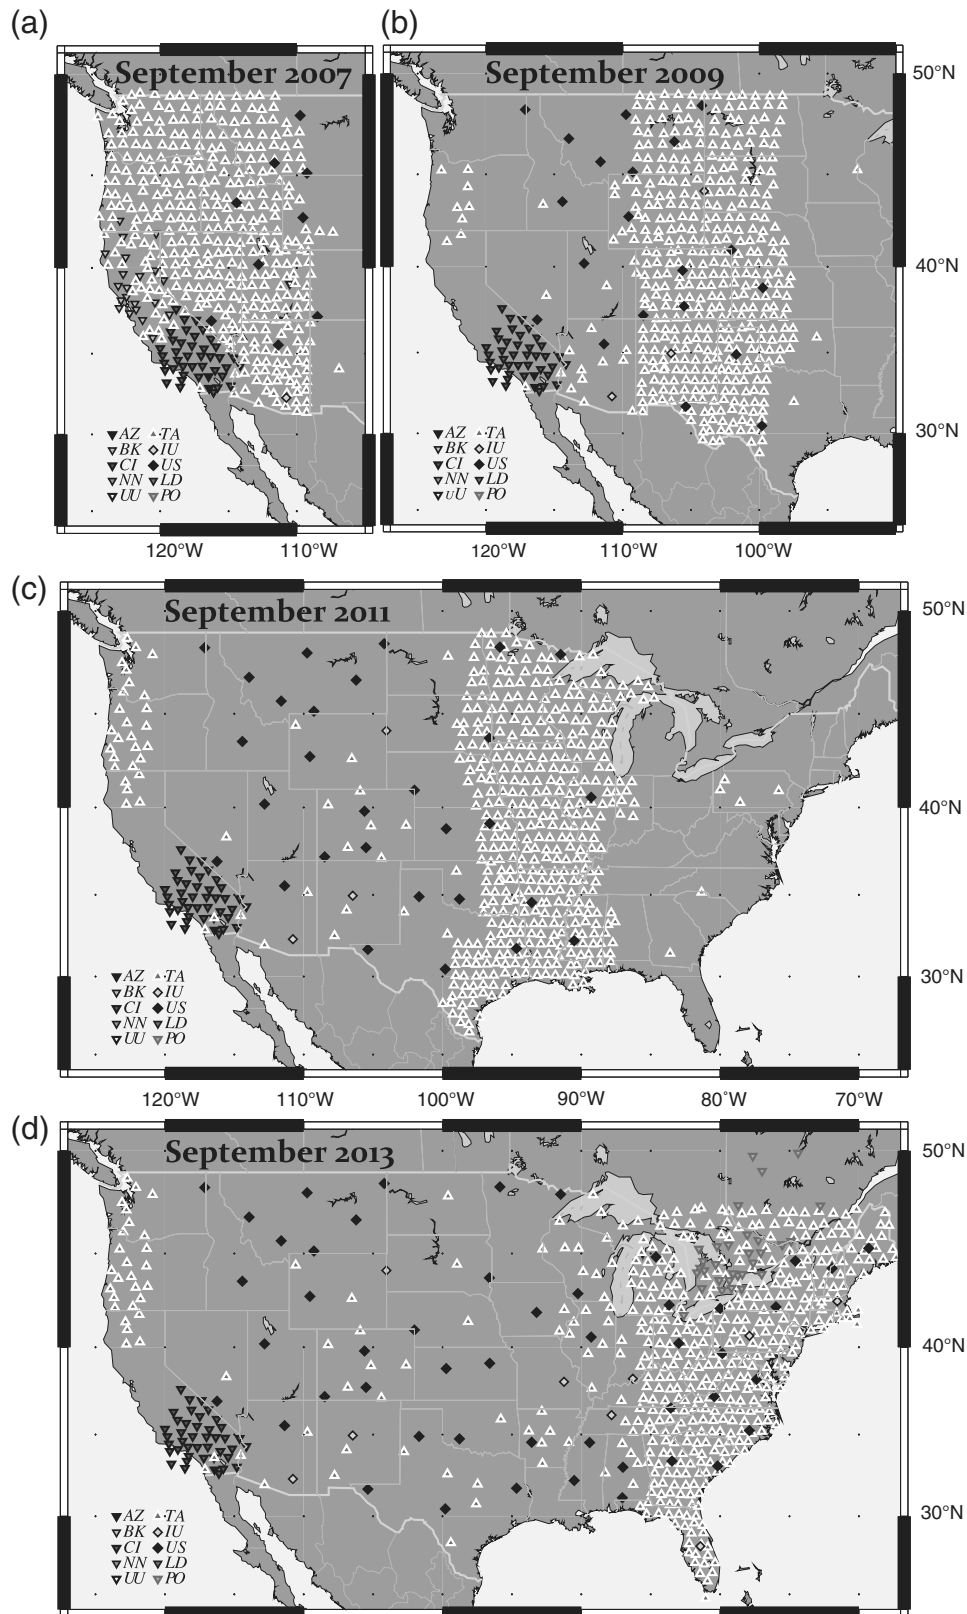 (a)
(b)
September 2007
September 2009
50°N
40°N
30°N
AZ TA
BK IU
CI US
NN LD
UU PO
AZ TA
BK IU
CI US
NN LD
UU PO
120°W 110°W
120°W 110°W 100°W
(c)
September 2011
50°N
40°N
30°N
AZ TA
BK IU
CI US
NN LD
UU PO
120°W 110°W 100°W 90°W 80°W 70°W
(d)
September 2013
50°N
40°N
30°N
AZ TA
BK IU
CI US
NN LD
UU PO